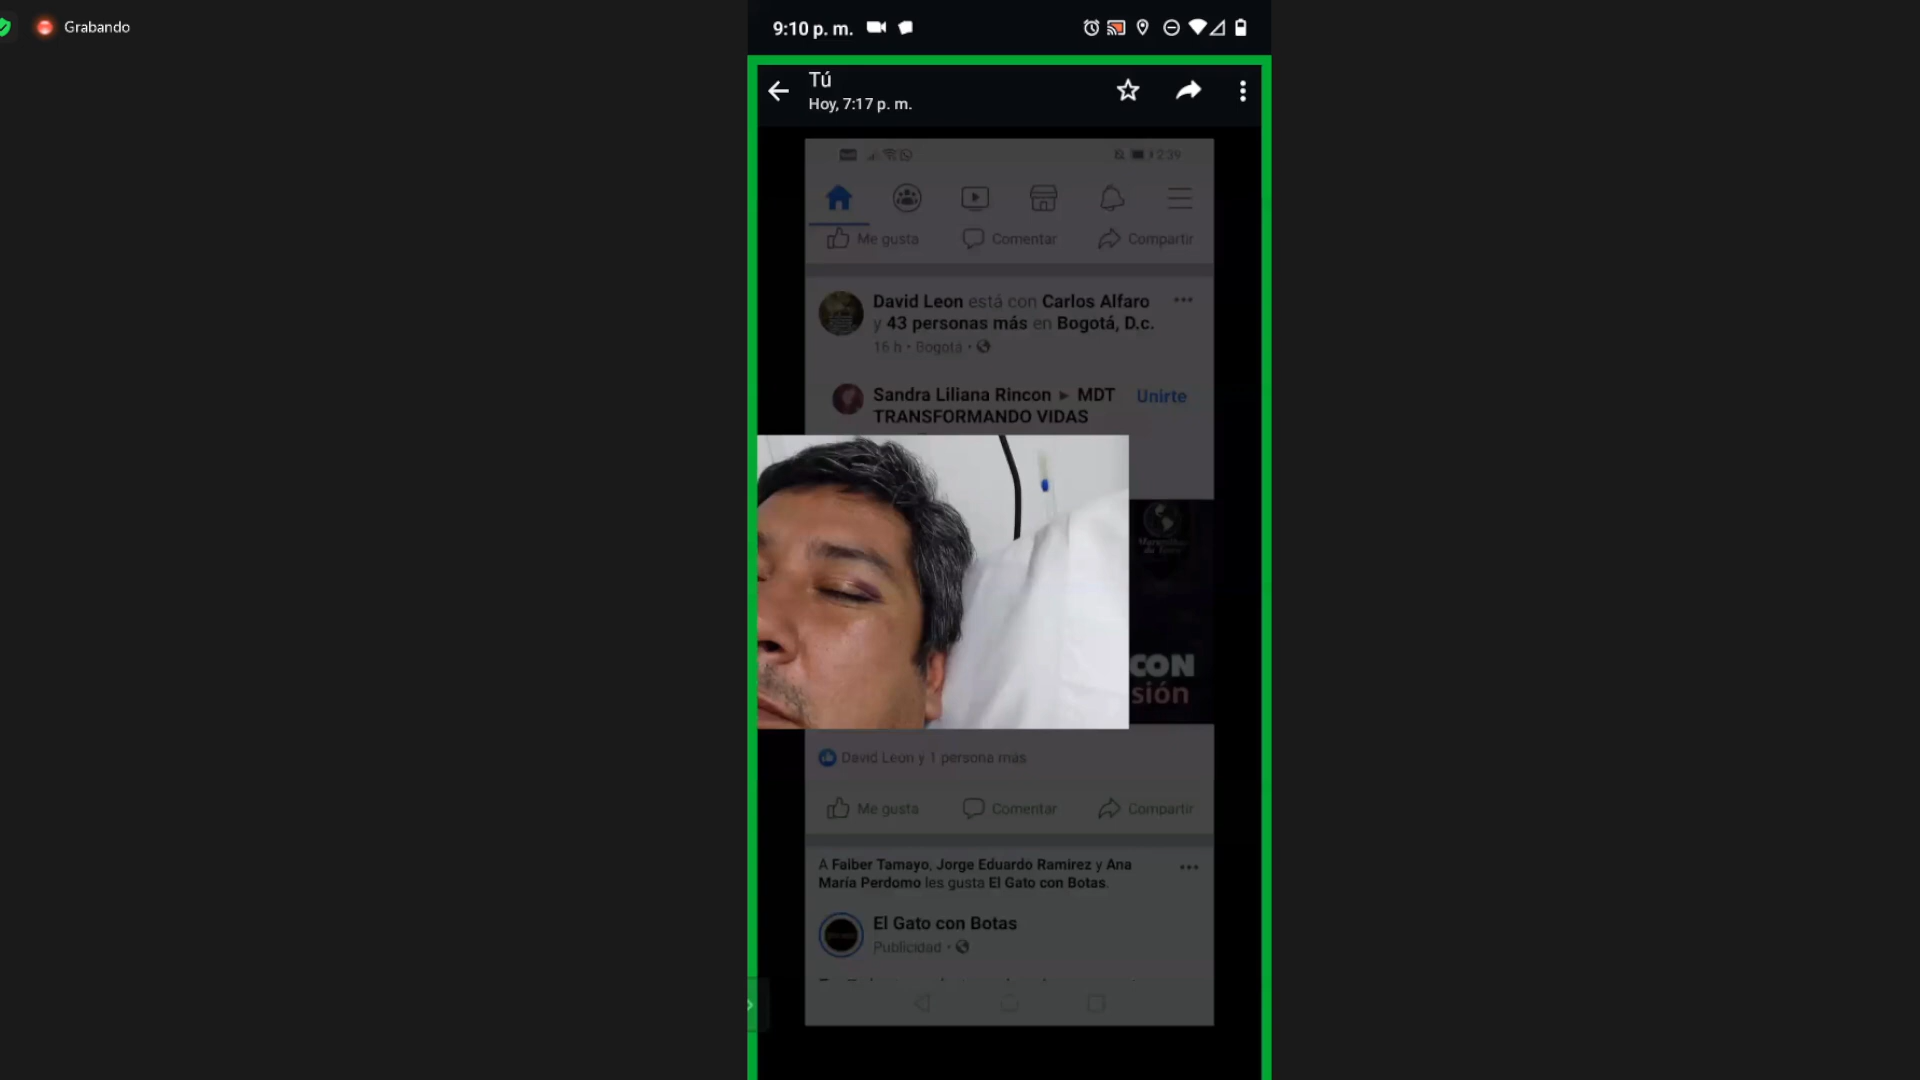 Grabando
9:10 p. m.
Tú
Hoy, 7:17 p. m.
2:39
Me gusta
Comentar
Compartir
David Leon está con Carlos Alfaro
y 43 personas más en Bogotá, D.c.
16 h • Bogotá •
Sandra Liliana Rincon ▸ MDT
TRANSFORMANDO VIDAS
Unirte
CON
sión
David Leon y 1 persona más
Me gusta
Comentar
Compartir
A Faiber Tamayo, Jorge Eduardo Ramirez y Ana
María Perdomo les gusta El Gato con Botas.
El Gato con Botas
Publicidad •